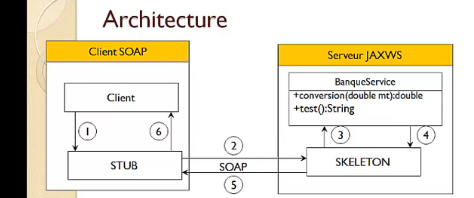 Architecture
Client SOAP
Serveur JAXWS
BanqueService
+conversion(double mt):double
+test():String
Client
1
6
2
3
4
STUB
SOAP
SKELETON
5